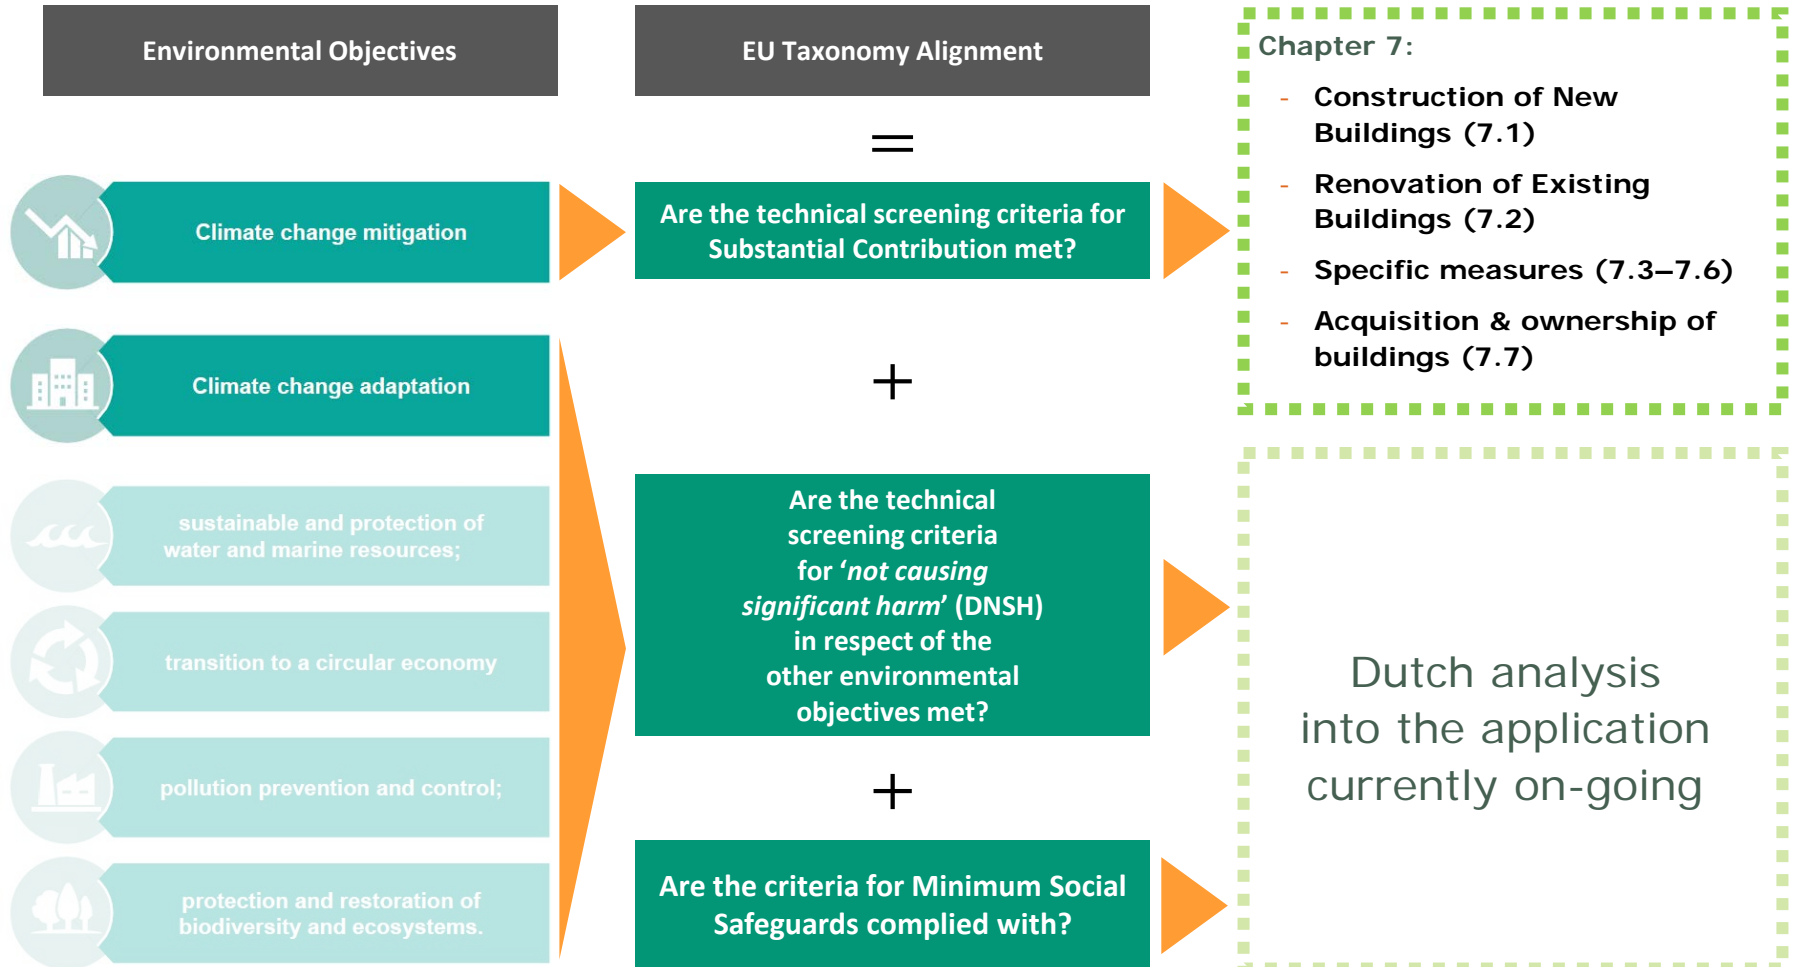 Environmental Objectives
Climate change mitigation
Climate change adaptation
sustainable and protection of
water and marine resources;
transition to a circular economy
pollution prevention and control;
protection and restoration of
biodiversity and ecosystems.
EU Taxonomy Alignment
=
Are the technical screening criteria for
Substantial Contribution met?
+
Are the technical
screening criteria
for ‘not causing
significant harm’ (DNSH)
in respect of the
other environmental
objectives met?
+
Are the criteria for Minimum Social
Safeguards complied with?
Chapter 7:
- Construction of New
Buildings (7.1)
- Renovation of Existing
Buildings (7.2)
- Specific measures (7.3–7.6)
- Acquisition & ownership of
buildings (7.7)
Dutch analysis
into the application
currently on-going